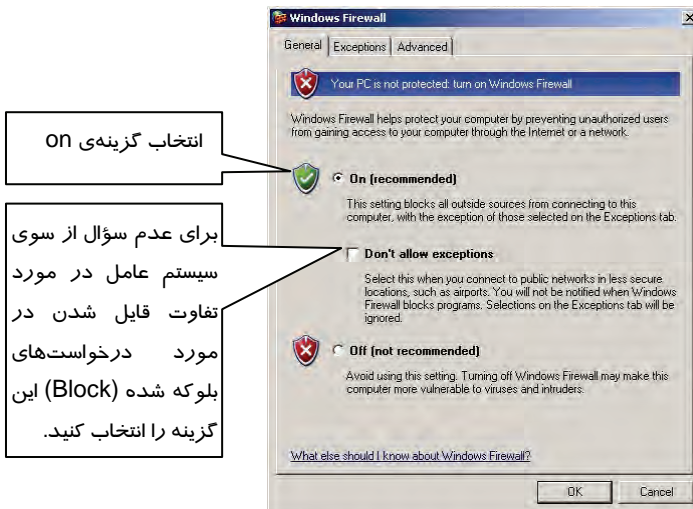 Windows Firewall
General
Exceptions
Advanced
Your PC is not protected: turn on Windows Firewall
Windows Firewall helps protect your computer by preventing unauthorized users
from gaining access to your computer through the Internet or a network.
انتخاب گزینه‌ی on
On (recommended)
This setting blocks all outside sources from connecting to this
computer, with the exception of those selected on the Exceptions tab.
برای عدم سؤال از سوی
سیستم عامل در مورد
تفاوت قایل شدن در
مورد درخواست‌های
بلوکه شده (Block) این
گزینه را انتخاب کنید.
Don't allow exceptions
Select this when you connect to public networks in less secure
locations, such as airports. You will not be notified when Windows
Firewall blocks programs. Selections on the Exceptions tab will be
ignored.
Off (not recommended)
Avoid using this setting. Turning off Windows Firewall may make this
computer more vulnerable to viruses and intruders.
What else should I know about Windows Firewall?
OK
Cancel